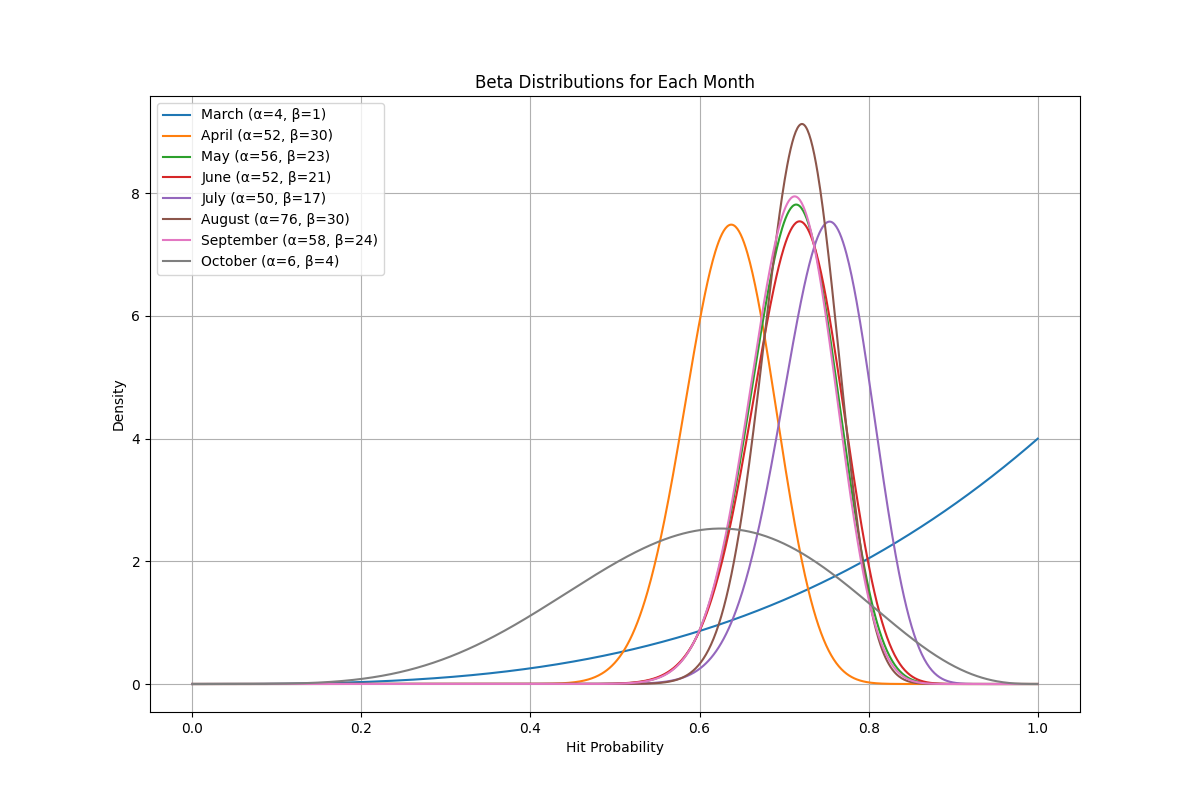 Beta Distributions for Each Month
March (α=4, β=1)
April (α=52, β=30)
May (α=56, β=23)
June (α=52, β=21)
July (α=50, β=17)
August (α=76, β=30)
September (α=58, β=24)
October (α=6, β=4)
8
6
4
2
0
Density
0.0 0.2 0.4 0.6 0.8 1.0
Hit Probability